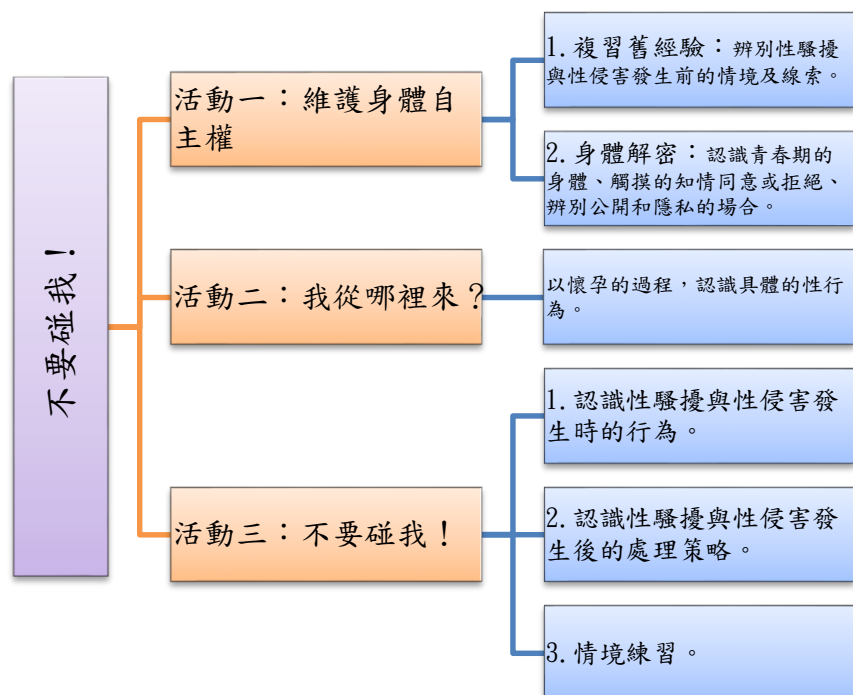 不要碰我！
活動一：維護身體自
主權
1.複習舊經驗：辨別性騷擾
與性侵害發生前的情境及線索。
2.身體解密：認識青春期的
身體、觸摸的知情同意或拒絕、
辨別公開和隱私的場合。
活動二：我從哪裡來？
以懷孕的過程，認識具體的性行
為。
活動三：不要碰我！
1.認識性騷擾與性侵害發
生時的行為。
2.認識性騷擾與性侵害發
生後的處理策略。
3.情境練習。